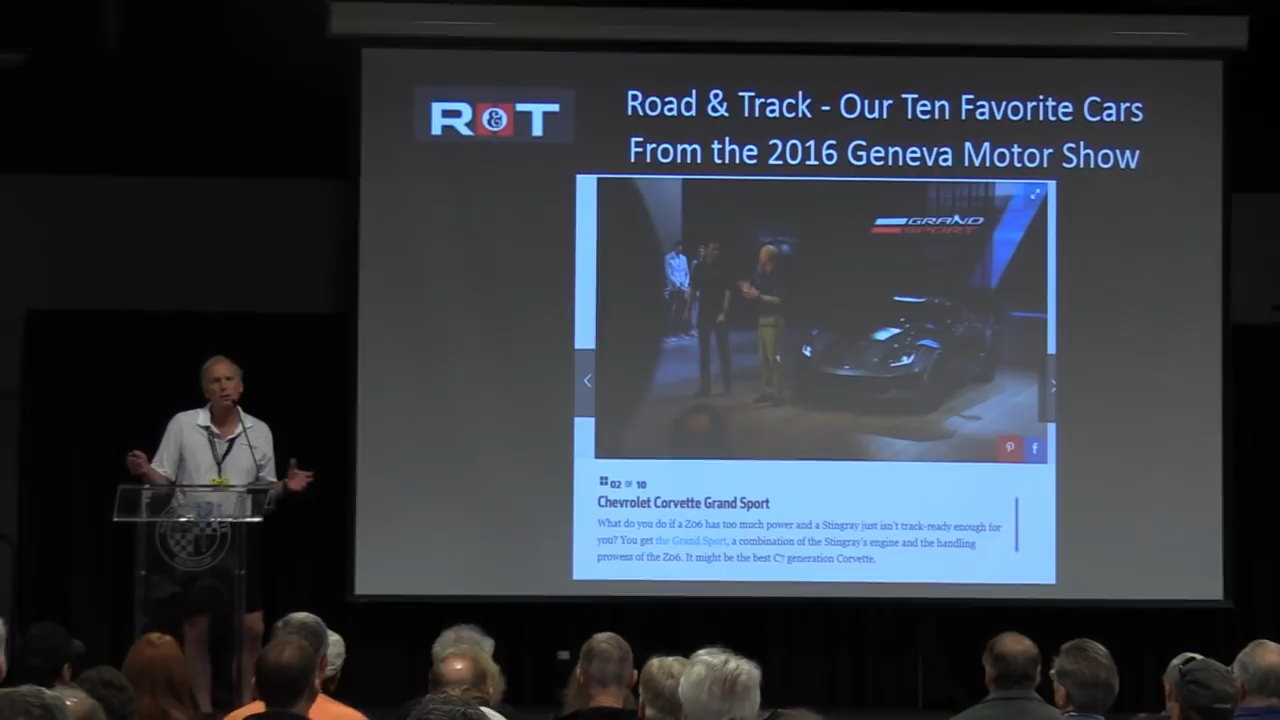 R&T
Road & Track - Our Ten Favorite Cars
From the 2016 Geneva Motor Show
GRAND
SPORT
02 OF 10
Chevrolet Corvette Grand Sport
What do you do if a Z06 has too much power and a Stingray just isn't track-ready enough for
you? You get the Grand Sport, a combination of the Stingray's engine and the handling
prowess of the Z06. It might be the best C7 generation Corvette.